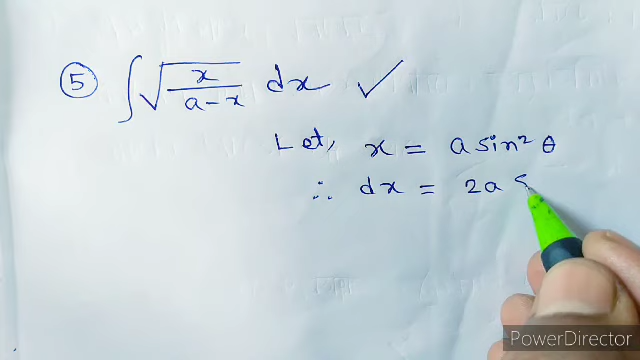 ⑤ ∫√(x/(a-x)) dx ✓
Let, x = a sin² θ
∴ dx = 2a s
PowerDirector